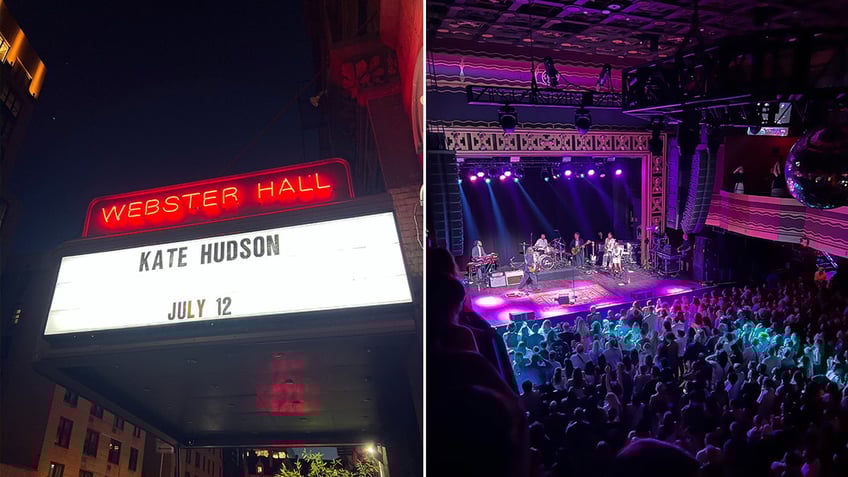 WEBSTER HALL
KATE HUDSON
JULY 12